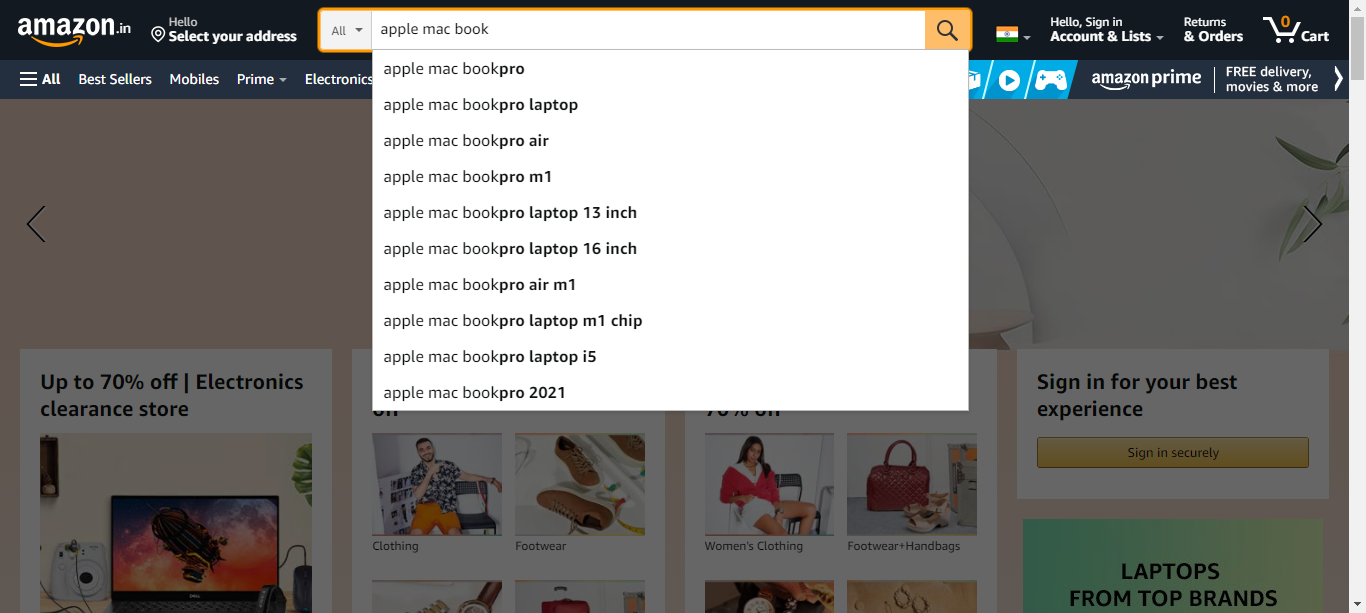 amazon.in
Hello
Select your address
All
apple mac book
Hello, Sign in
Account & Lists
Returns
& Orders
0
Cart
All
Best Sellers
Mobiles
Prime
Electronics
amazon prime
FREE delivery,
movies & more
apple mac bookpro
apple mac bookpro laptop
apple mac bookpro air
apple mac bookpro m1
apple mac bookpro laptop 13 inch
apple mac bookpro laptop 16 inch
apple mac bookpro air m1
apple mac bookpro laptop m1 chip
apple mac bookpro laptop i5
apple mac bookpro 2021
Up to 70% off | Electronics
clearance store
off
70% off
Sign in for your best
experience
Sign in securely
DELL
Clothing
Footwear
Women's Clothing
Footwear+Handbags
LAPTOPS
FROM TOP BRANDS